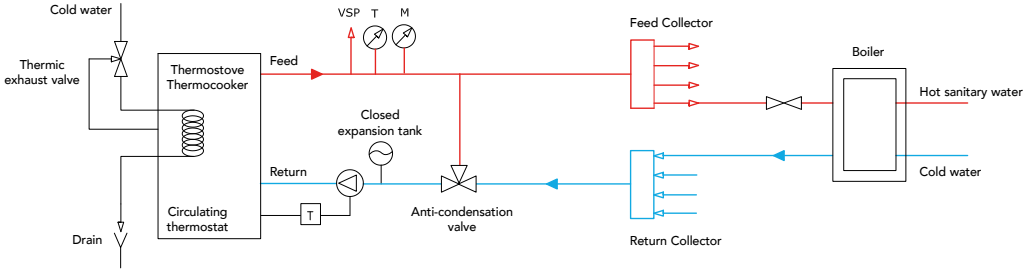 Cold water
VSP
T
M
Feed Collector
Boiler
Thermic
exhaust valve
Thermostove
Thermocooker
Feed
Hot sanitary water
Closed
expansion tank
Return
Cold water
Circulating
thermostat
T
Anti-condensation
valve
Drain
Return Collector